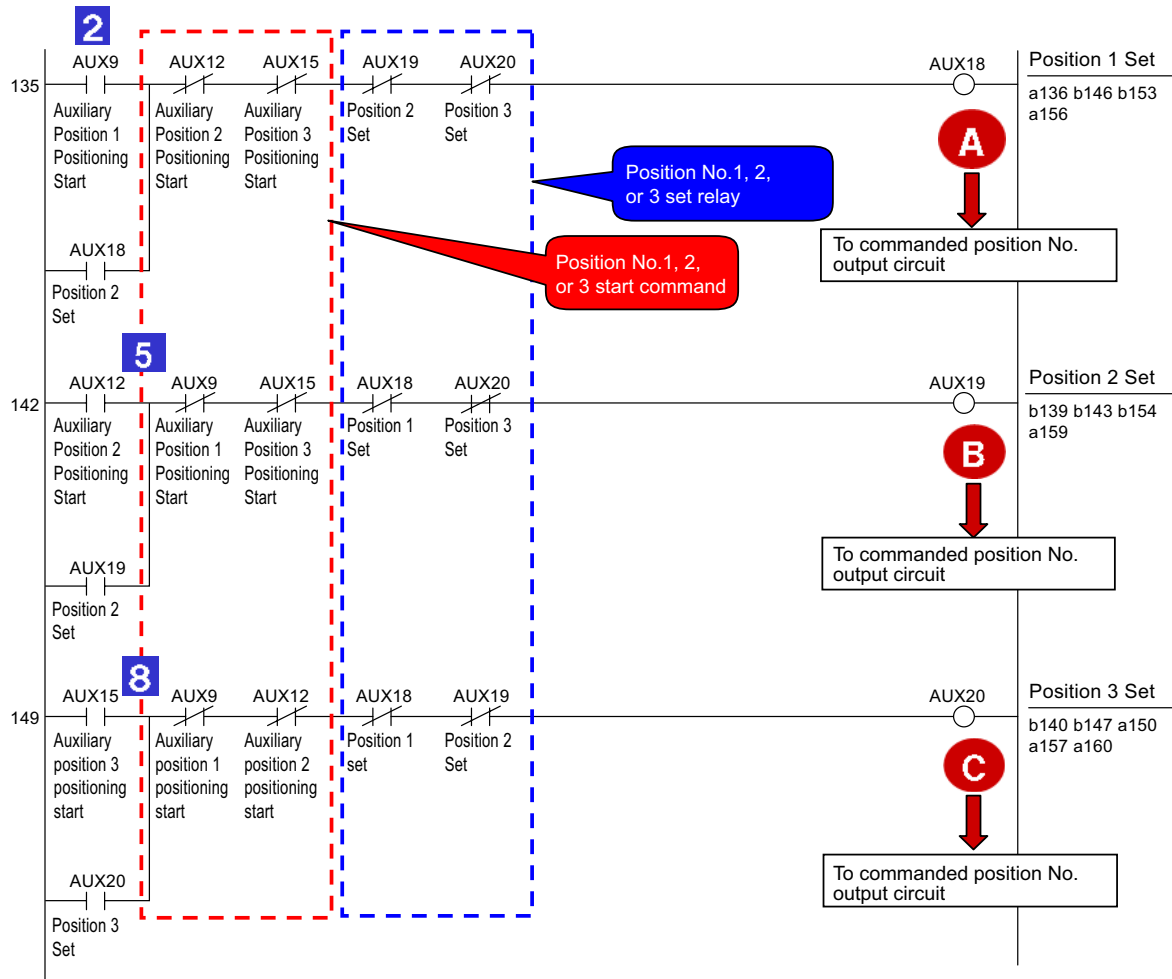 2
AUX9 AUX12 AUX15 AUX19 AUX20 AUX18 Position 1 Set
135
Auxiliary Auxiliary Auxiliary Position 2 Position 3 a136 b146 b153
Position 1 Position 2 Position 3 Set Set a156
Positioning Positioning Positioning
Start Start Start
A
Position No.1, 2,
or 3 set relay
To commanded position No.
output circuit
AUX18
Position No.1, 2,
or 3 start command
Position 2
Set
5
AUX12 AUX9 AUX15 AUX18 AUX20 AUX19 Position 2 Set
142
Auxiliary Auxiliary Auxiliary Position 1 Position 3 b139 b143 b154
Position 2 Position 1 Position 3 Set Set a159
Positioning Positioning Positioning
Start Start Start
B
To commanded position No.
output circuit
AUX19
Position 2
Set
8
AUX15 AUX9 AUX12 AUX18 AUX19 AUX20 Position 3 Set
149
Auxiliary Auxiliary Auxiliary Position 1 Position 2 b140 b147 a150
position 3 position 1 position 2 set Set a157 a160
positioning positioning positioning
start start start
C
To commanded position No.
output circuit
AUX20
Position 3
Set